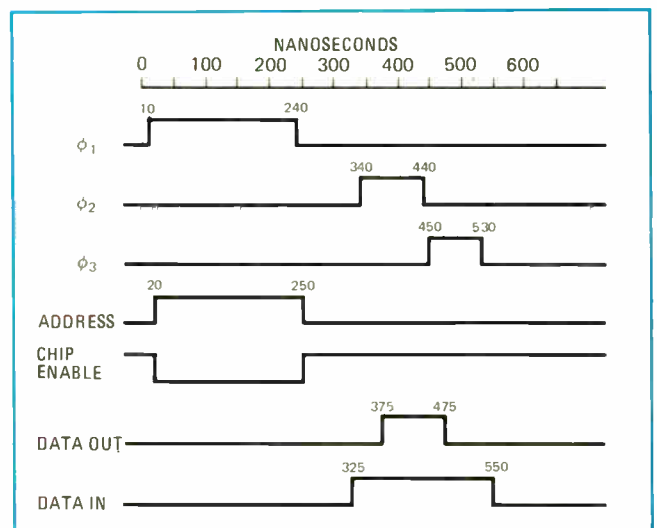 NANOSECONDS
0 100 200 300 400 500 600
10 240
ϕ1
340 440
ϕ2
450 530
ϕ3
20 250
ADDRESS
CHIP
ENABLE
375 475
DATA OUT
325 550
DATA IN